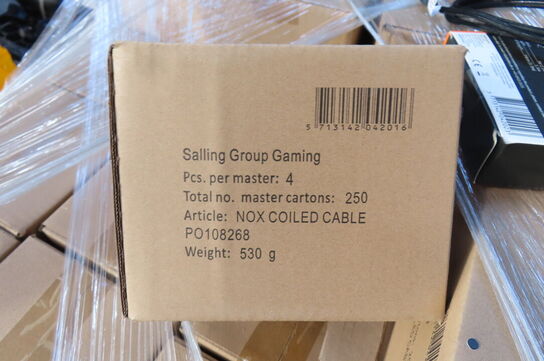 5 713142 042016
Salling Group Gaming
Pcs. per master: 4
Total no. master cartons: 250
Article: NOX COILED CABLE
PO108268
Weight: 530 g